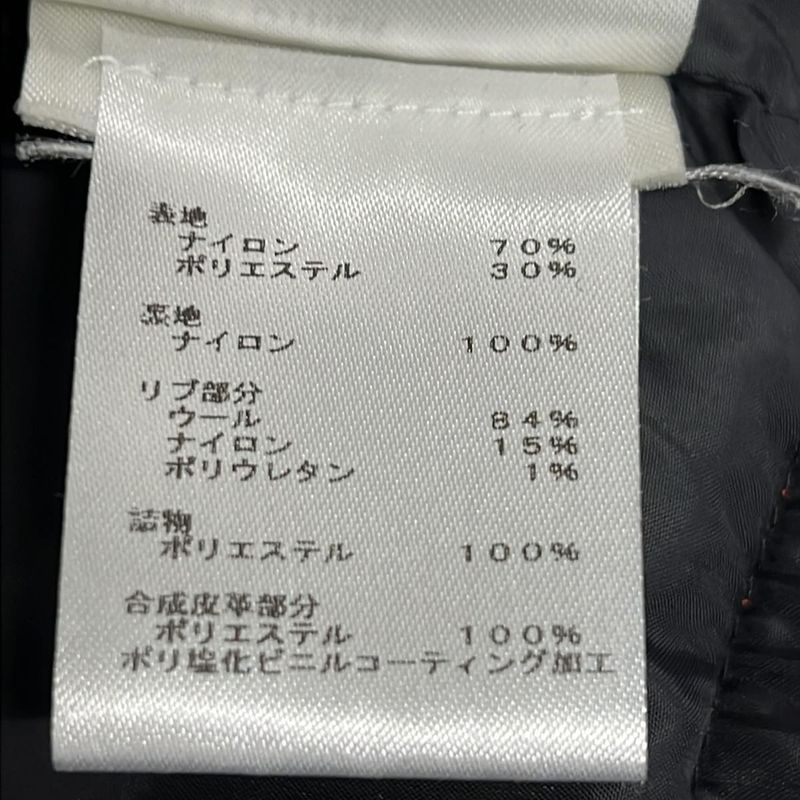 表地
ナイロン 70%
ポリエステル 30%
裏地
ナイロン 100%
リブ部分
ウール 84%
ナイロン 15%
ポリウレタン 1%
詰物
ポリエステル 100%
合成皮革部分
ポリエステル 100%
ポリ塩化ビニルコーティング加工